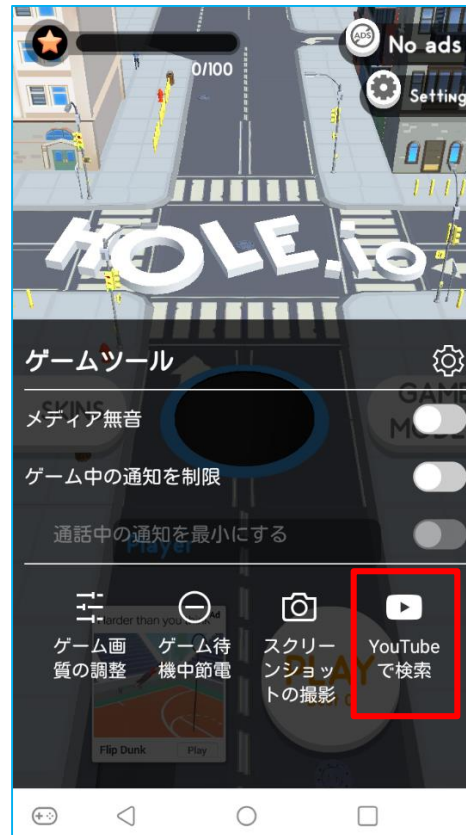 No ads
0/100
Setting
HOLE.io
ゲームツール
SKINS
GAME
メディア無音
ゲーム中の通知を制限
通話中の通知を最小にする
Player
Harder than you
Ad
ゲーム画
質の調整
ゲーム待
機中節電
スクリー
ンショッ
トの撮影
YouTube
で検索
PLAY
Flip Dunk
Play